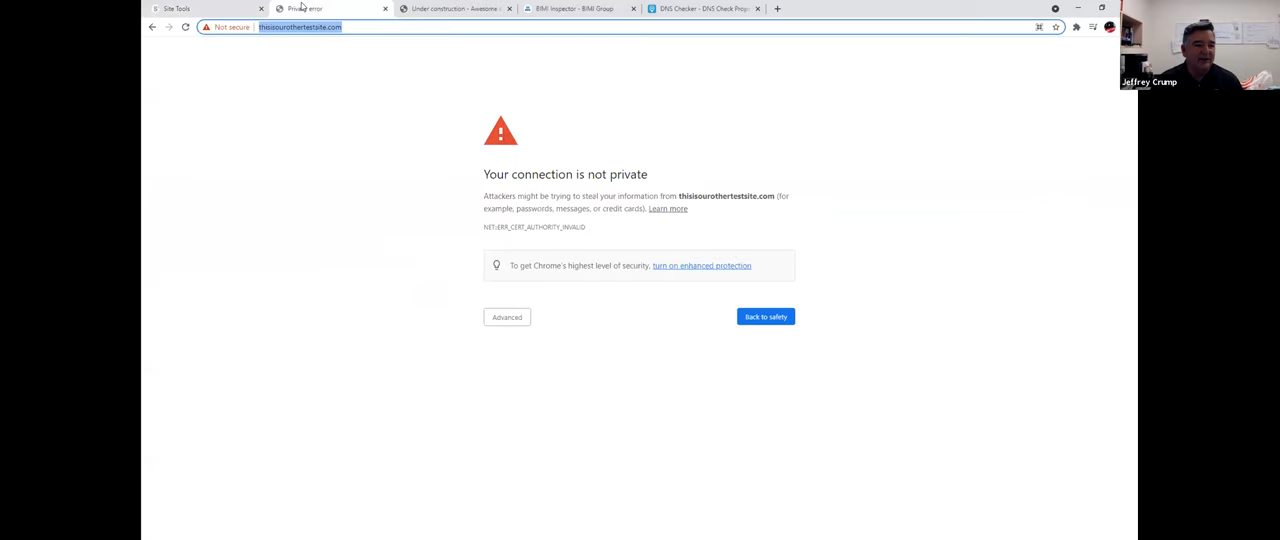 Site Tools
Privacy error
Under construction - Awesome
BIMI Inspector - BIMI Group
DNS Checker - DNS Check Prop
Not secure
thisisourothertestsite.com
Jeffrey Crump
Your connection is not private
Attackers might be trying to steal your information from thisisourothertestsite.com (for
example, passwords, messages, or credit cards). Learn more
NET::ERR_CERT_AUTHORITY_INVALID
To get Chrome's highest level of security, turn on enhanced protection
Advanced
Back to safety